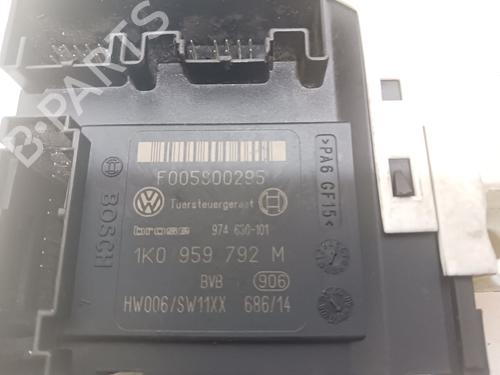 F005S00295
Tuersteuergeraet
brose 974 630-101
1K0 959 792 M
BVB 906
HW006/SW11XX 686/14
BOSCH
>PA6 GF15<
B-PARTS